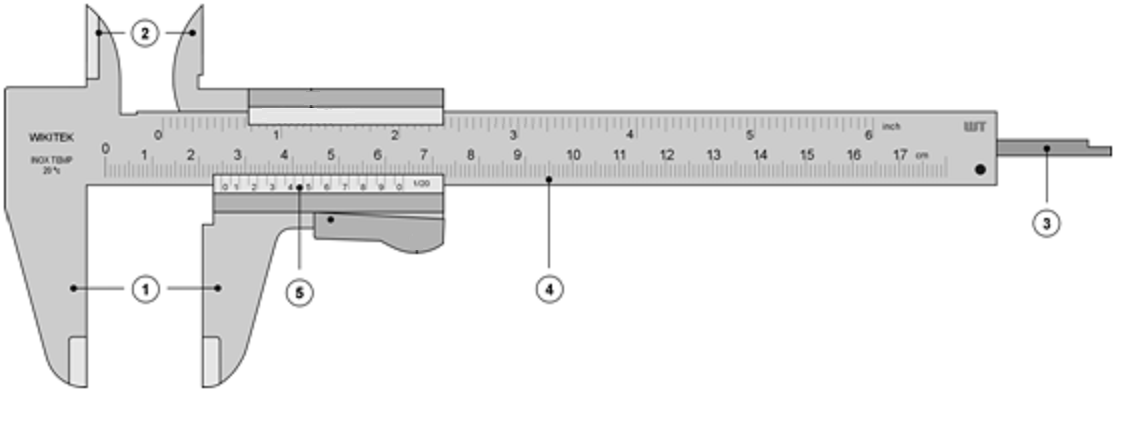 2
0 1 2 3 4 5 6 inch
WIKITEK
INOX TEMP
20 °c
0 1 2 3 4 5 6 7 8 9 10 11 12 13 14 15 16 17 cm
WT
0 1 2 3 4 5 6 7 8 9 0 1/20
3
1
5
4